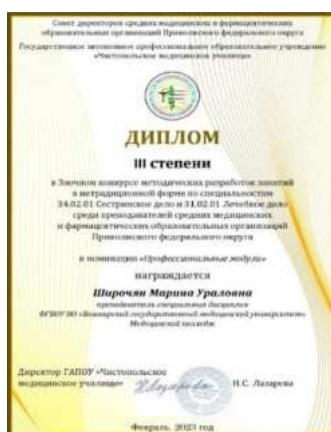 Совет директоров средних медицинских и фармацевтических
образовательных организаций Приволжского федерального округа
Государственное автономное профессиональное образовательное учреждение
«Чистопольское медицинское училище»
ДИПЛОМ
III степени
в Заочном конкурсе методических разработок занятий
в нетрадиционной форме по специальностям
34.02.01 Сестринское дело и 31.02.01 Лечебное дело
среди преподавателей средних медицинских
и фармацевтических образовательных организаций
Приволжского федерального округа
в номинации «Профессиональные модули»
награждается
Широчян Марина Ураловна
преподаватель специальных дисциплин
ФГБОУ ВО «Башкирский государственный медицинский университет»
Медицинский колледж
Директор ГАПОУ «Чистопольское
медицинское училище» Н.С. Лазарева
Февраль, 2023 год